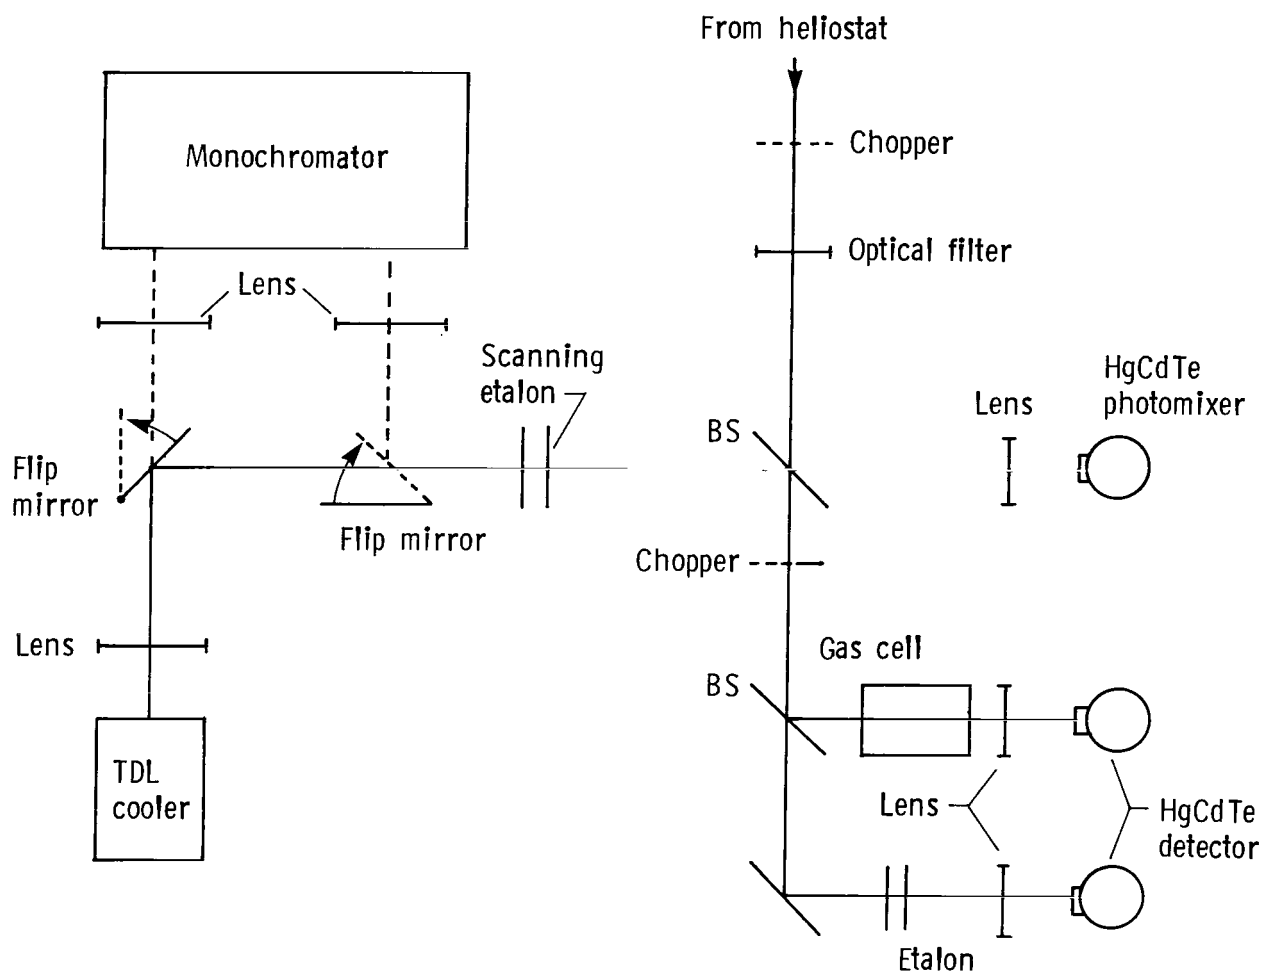 From heliostat
Monochromator
Chopper
Optical filter
Lens
Scanning
etalon
HgCdTe
photomixer
Lens
BS
Flip
mirror
Flip mirror
Chopper
Lens
Gas cell
BS
TDL
cooler
Lens
HgCdTe
detector
Etalon